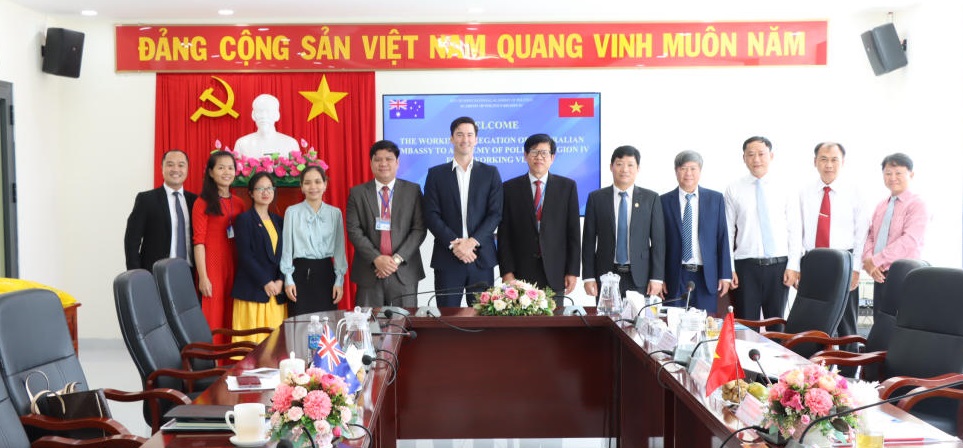 ĐẢNG CỘNG SẢN VIỆT NAM QUANG VINH MUÔN NĂM
WELCOME
THE WORKING DELEGATION OF AUSTRALIAN
EMBASSY TO ACADEMY OF POLITICS REGION IV
WORKING